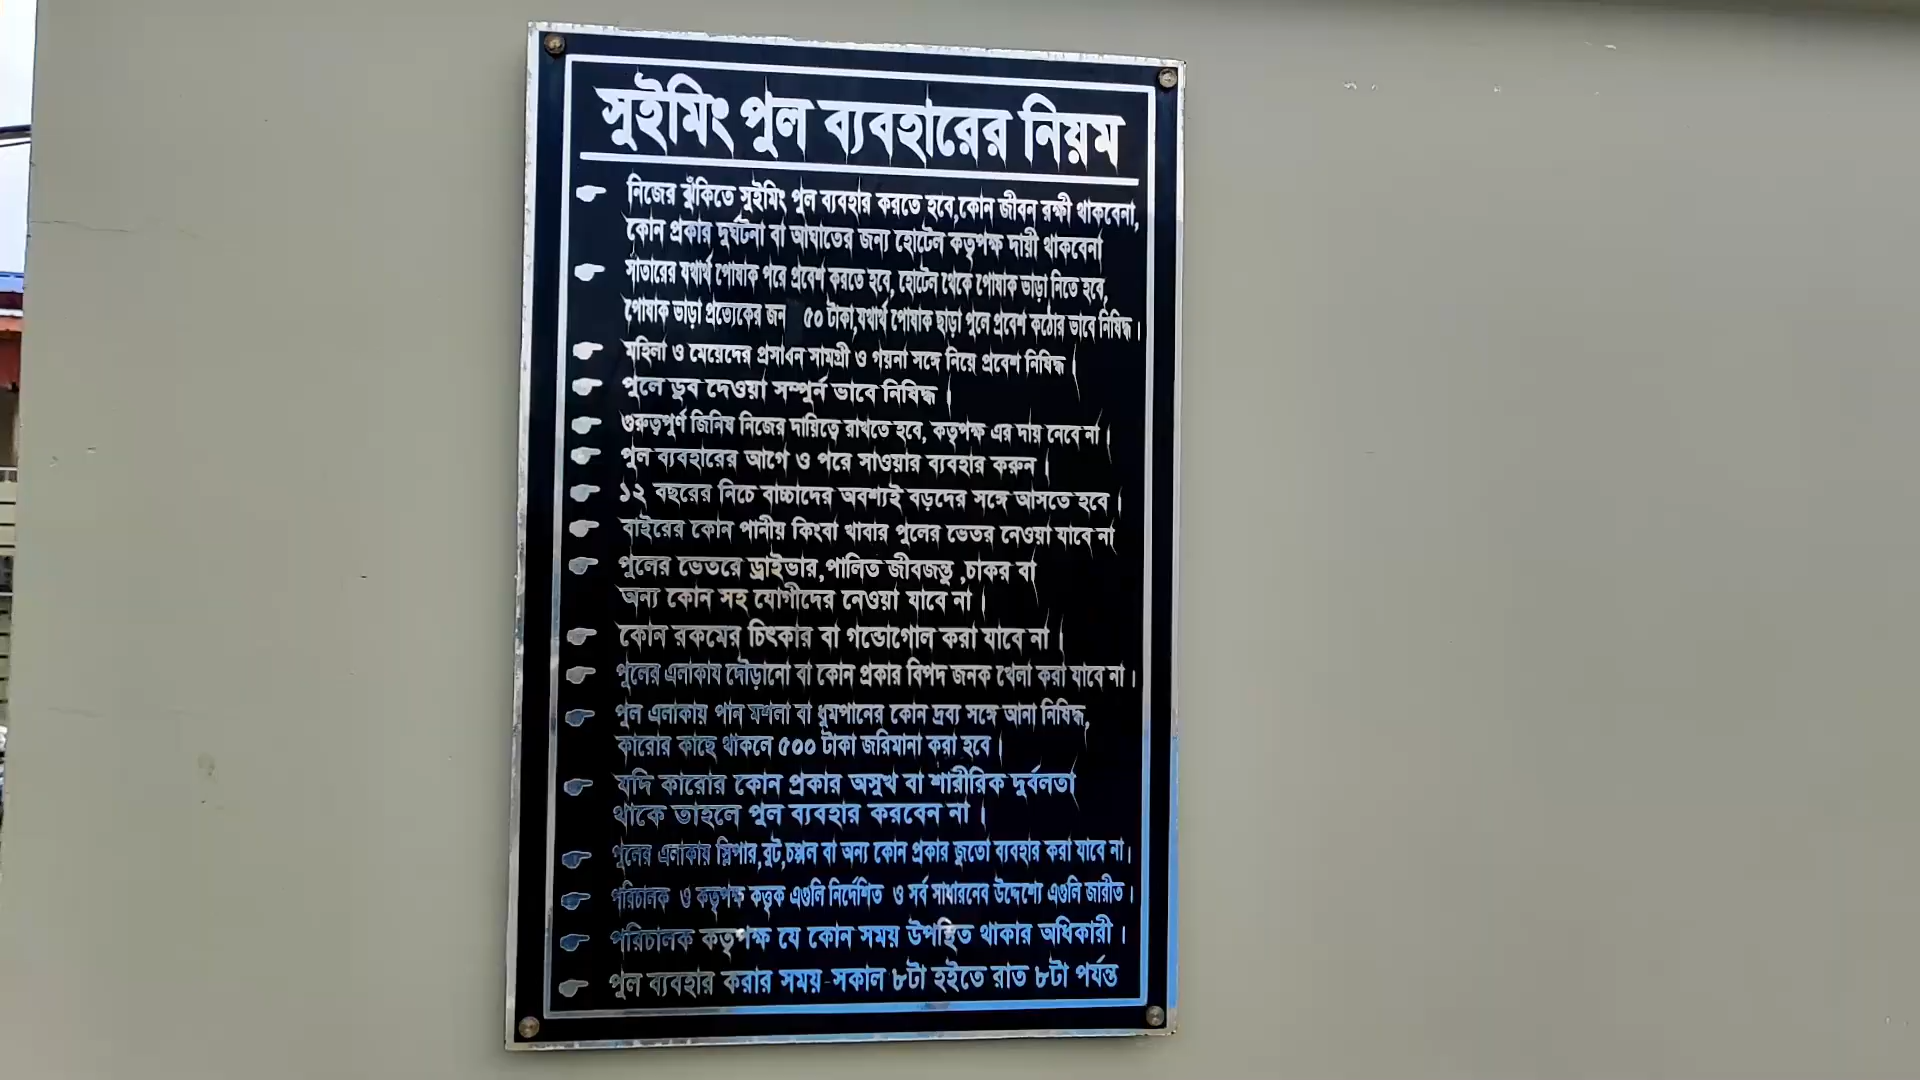 সুইমিং পুল ব্যবহারের নিয়ম
নিজের ঝুঁকিতে সুইমিং পুল ব্যবহার করতে হবে,কোন জীবন রক্ষী থাকবেনা,
কোন প্রকার দুর্ঘটনা বা আঘাতের জন্য হোটেল কতৃপক্ষ দায়ী থাকবেনা
সাতারের যথার্থ পোষাক পরে প্রবেশ করতে হবে, হোটেল থেকে পোষাক ভাড়া নিতে হবে,
পোষাক ভাড়া প্রত্যেকের জন ৫০ টাকা,যথার্থ পোষাক ছাড়া পুলে প্রবেশ কঠোর ভাবে নিষিদ্ধ।
মহিলা ও মেয়েদের প্রসাধন সামগ্রী ও গয়না সঙ্গে নিয়ে প্রবেশ নিষিদ্ধ।
পুলে ডুব দেওয়া সম্পুর্ন ভাবে নিষিদ্ধ।
গুরুত্বপুর্ণ জিনিষ নিজের দায়িত্বে রাখতে হবে, কতৃপক্ষ এর দায় নেবে না।
পুল ব্যবহারের আগে ও পরে সাওয়ার ব্যবহার করুন।
১২ বছরের নিচে বাচ্চাদের অবশ্যই বড়দের সঙ্গে আসতে হবে।
বাইরের কোন পানীয় কিংবা খাবার পুলের ভেতর নেওয়া যাবে না
পুলের ভেতরে ড্রাইভার,পালিত জীবজন্তু ,চাকর বা
অন্য কোন সহ যোগীদের নেওয়া যাবে না।
কোন রকমের চিৎকার বা গন্ডোগোল করা যাবে না।
পুলের এলাকায দৌড়ানো বা কোন প্রকার বিপদ জনক খেলা করা যাবে না।
পুল এলাকায় পান মশলা বা ধুমপানের কোন দ্রব্য সঙ্গে আনা নিষিদ্ধ,
কারোর কাছে থাকলে ৫০০ টাকা জরিমানা করা হবে।
যদি কারোর কোন প্রকার অসুখ বা শারীরিক দুর্বলতা
থাকে তাহলে পুল ব্যবহার করবেন না।
পুলের এলাকায় স্লিপার,বুট,চপ্পল বা অন্য কোন প্রকার জুতো ব্যবহার করা যাবে না।
পরিচালক ও কতৃপক্ষ কতৃক এগুলি নির্দেশিত ও সর্ব সাধারনের উদ্দেশ্যে এগুলি জারীত।
পরিচালক কতৃপক্ষ যে কোন সময় উপস্থিত থাকার অধিকারী।
পুল ব্যবহার করার সময়-সকাল ৮টা হইতে রাত ৮টা পর্যন্ত